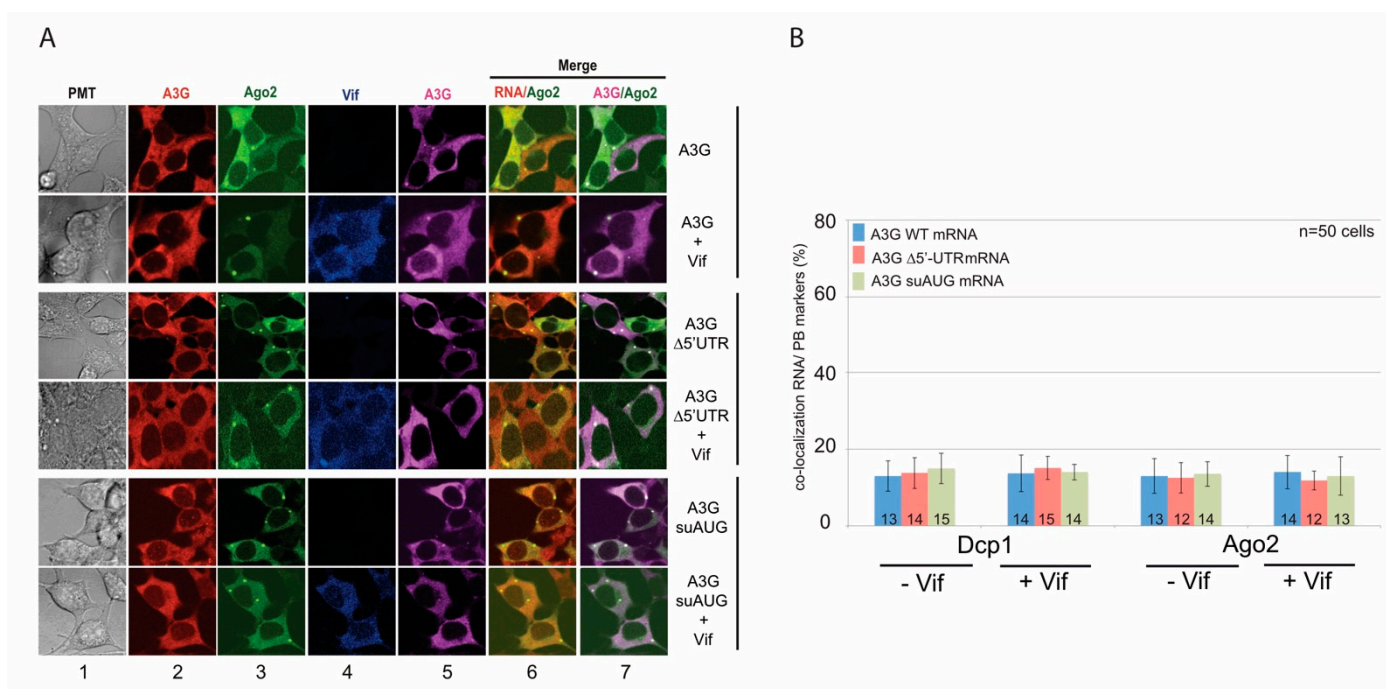 A
B
Merge
PMT A3G Ago2 Vif A3G RNA/Ago2 A3G/Ago2
A3G
A3G
+
Vif
A3G
Δ5'UTR
A3G
Δ5'UTR
+
Vif
A3G
suAUG
A3G
suAUG
+
Vif
1 2 3 4 5 6 7
co-localization RNA/ PB markers (%)
80
60
40
20
0
A3G WT mRNA
A3G Δ5'-UTRmRNA
A3G suAUG mRNA
n=50 cells
13 14 15 14 15 14 13 12 14 14 12 13
Dcp1 Ago2
- Vif + Vif - Vif + Vif